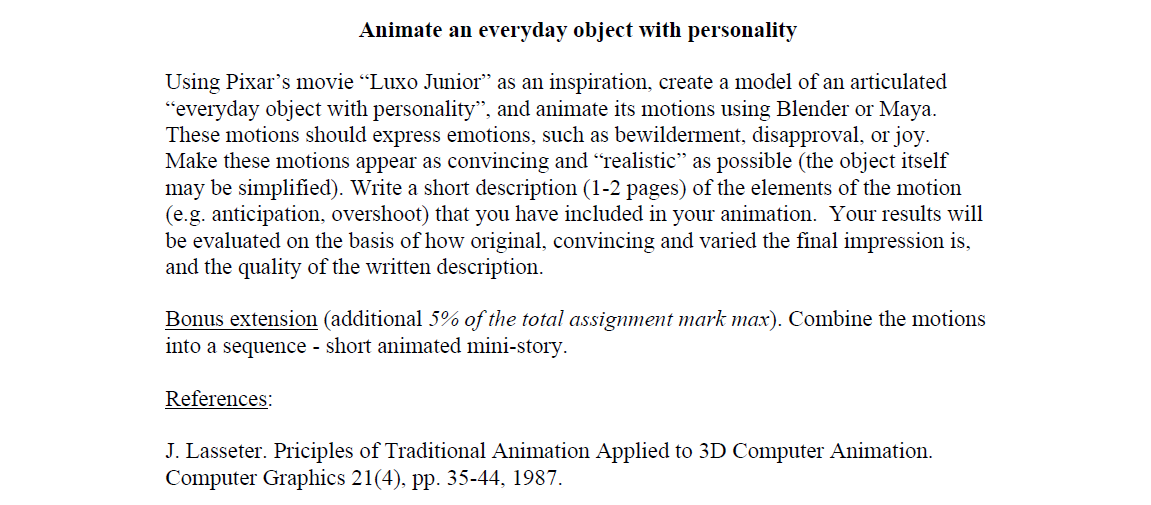 Animate an everyday object with personality
Using Pixar’s movie “Luxo Junior” as an inspiration, create a model of an articulated
“everyday object with personality”, and animate its motions using Blender or Maya.
These motions should express emotions, such as bewilderment, disapproval, or joy.
Make these motions appear as convincing and “realistic” as possible (the object itself
may be simplified). Write a short description (1-2 pages) of the elements of the motion
(e.g. anticipation, overshoot) that you have included in your animation.  Your results will
be evaluated on the basis of how original, convincing and varied the final impression is,
and the quality of the written description.
Bonus extension (additional 5% of the total assignment mark max). Combine the motions
into a sequence - short animated mini-story.
References:
J. Lasseter. Priciples of Traditional Animation Applied to 3D Computer Animation.
Computer Graphics 21(4), pp. 35-44, 1987.